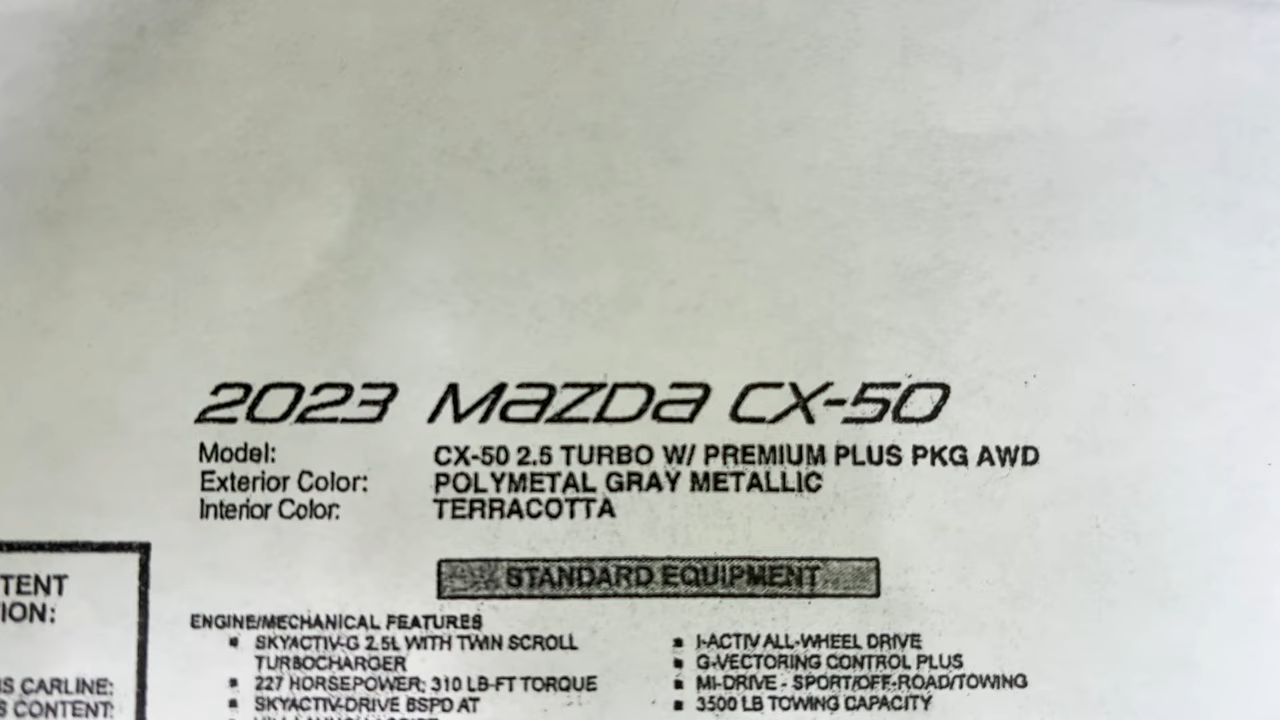 2023 Mazda CX-50
Model: CX-50 2.5 TURBO W/ PREMIUM PLUS PKG AWD
Exterior Color: POLYMETAL GRAY METALLIC
Interior Color: TERRACOTTA
STANDARD EQUIPMENT
TENT
ION:
S CARLINE:
S CONTENT:
ENGINE/MECHANICAL FEATURES
▪ SKYACTIV-G 2.5L WITH TWIN SCROLL
TURBOCHARGER
▪ 227 HORSEPOWER; 310 LB-FT TORQUE
▪ SKYACTIV-DRIVE 6SPD AT
▪ I-ACTIV ALL-WHEEL DRIVE
▪ G-VECTORING CONTROL PLUS
▪ MI-DRIVE - SPORT/OFF-ROAD/TOWING
▪ 3500 LB TOWING CAPACITY